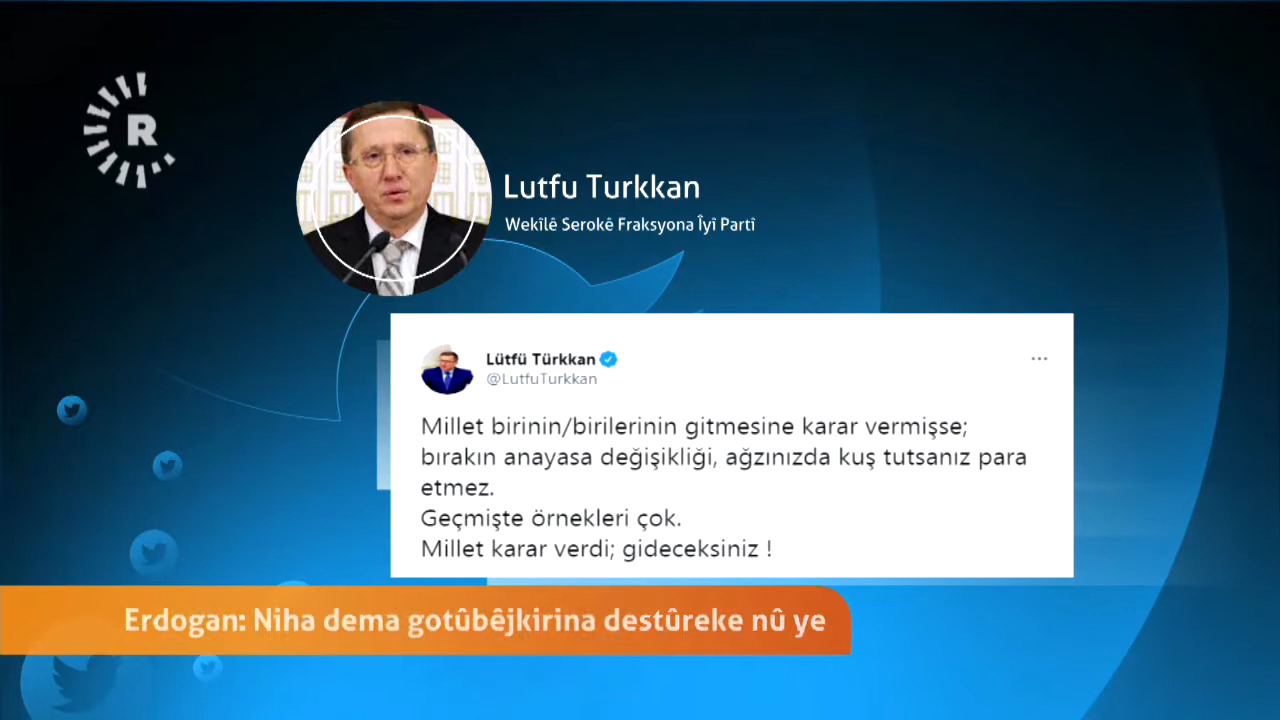 R
Lutfu Turkkan
Wekîlê Serokê Fraksyona Îyî Partî
Lütfü Türkkan
@LutfuTurkkan
Millet birinin/birilerinin gitmesine karar vermişse;
bırakın anayasa değişikliği, ağzınızda kuş tutsanız para
etmez.
Geçmişte örnekleri çok.
Millet karar verdi; gideceksiniz !
Erdogan: Niha dema gotûbêjkirina destûreke nû ye